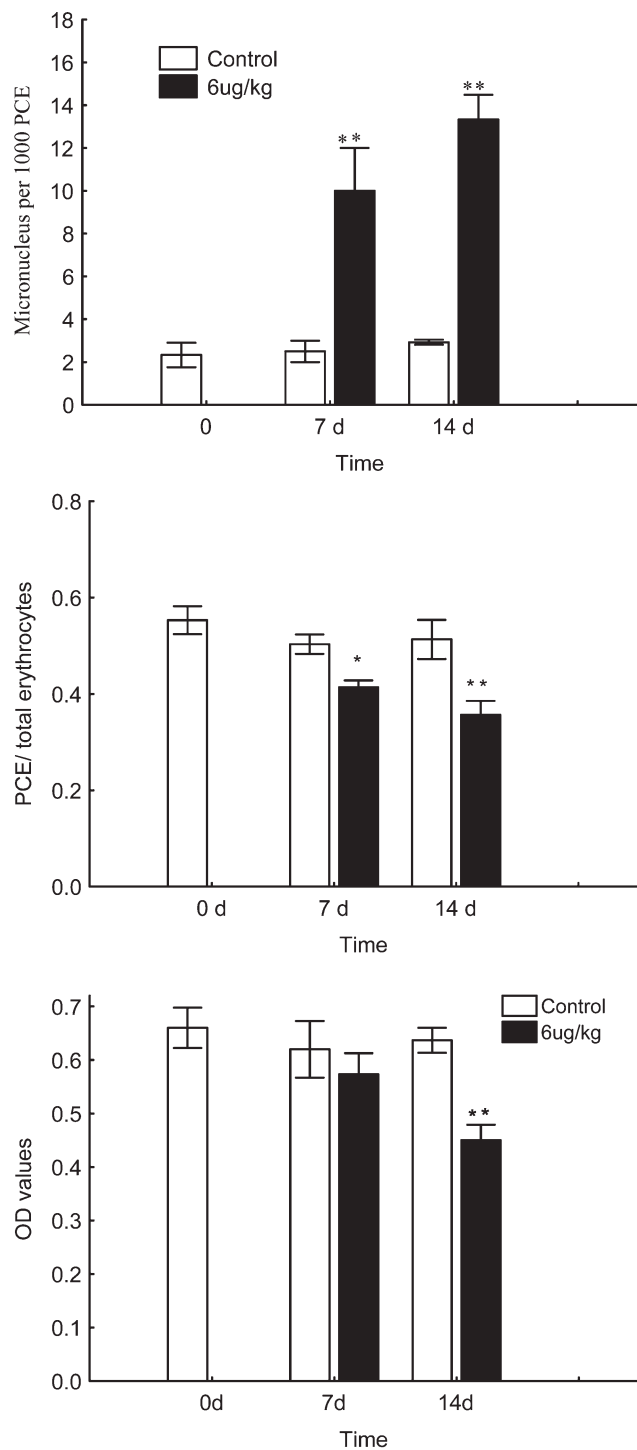 Micronucleus per 1000 PCE
18
16
14
12
10
8
6
4
2
0
Control
6ug/kg
**
**
0 7 d 14 d
Time
PCE/ total erythrocytes
0.8
0.6
0.4
0.2
0.0
*
**
0 d 7 d 14 d
Time
OD values
0.7
0.6
0.5
0.4
0.3
0.2
0.1
0.0
Control
6ug/kg
**
0d 7d 14d
Time